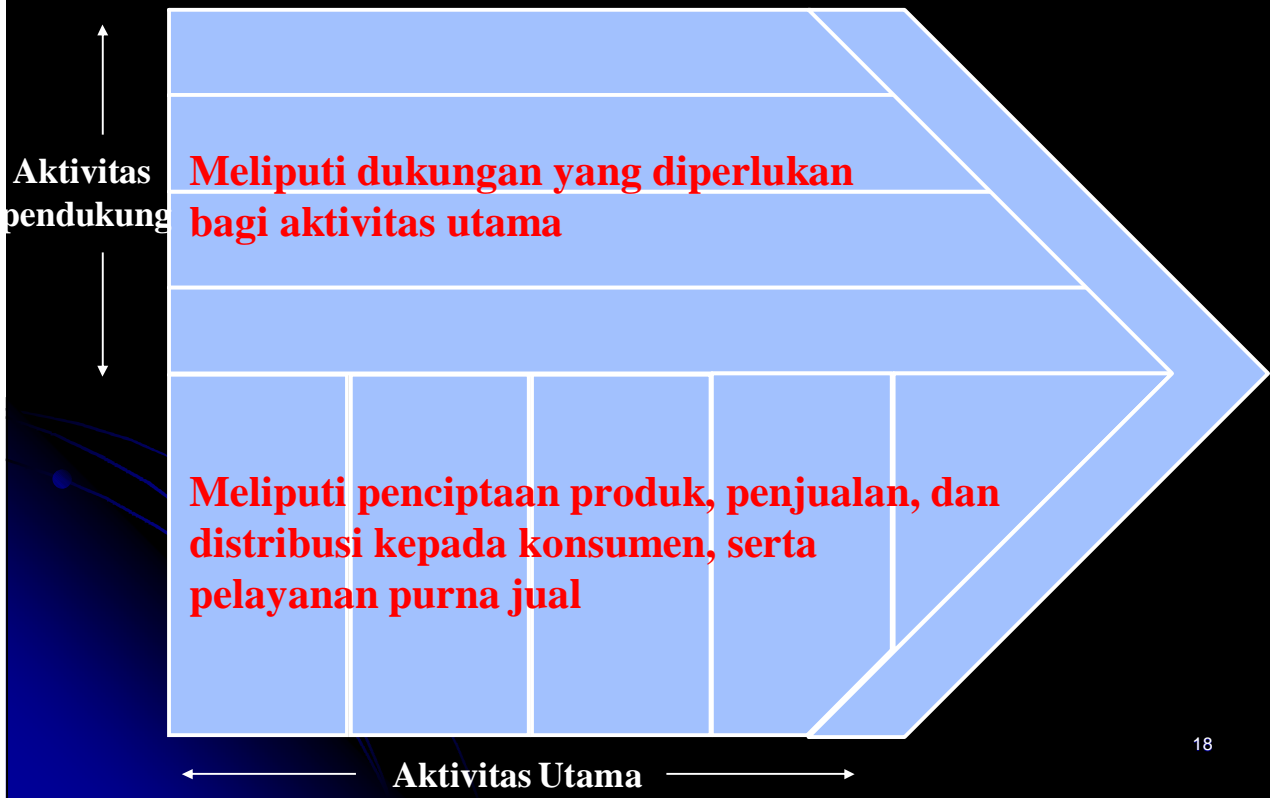 Aktivitas
pendukung
Meliputi dukungan yang diperlukan
bagi aktivitas utama
Meliputi penciptaan produk, penjualan, dan
distribusi kepada konsumen, serta
pelayanan purna jual
Aktivitas Utama
18